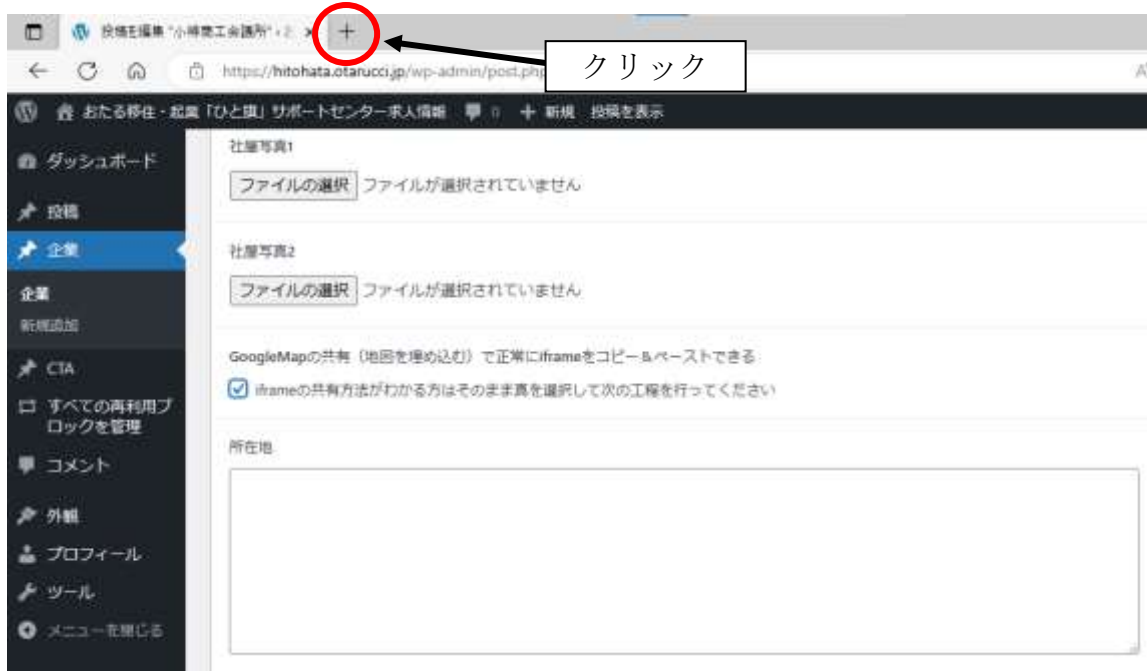 投稿を編集 "小樽商工会議所" ‹ 2
クリック
https://hitohata.otarucci.jp/wp-admin/post.php
おたる移住・起業「ひと旗」サポートセンター求人情報 0 + 新規 投稿を表示
ダッシュボード
投稿
企業
企業
新規追加
CTA
すべての再利用ブ
ロックを管理
コメント
外観
プロフィール
ツール
メニューを閉じる
社屋写真1
ファイルの選択 ファイルが選択されていません
社屋写真2
ファイルの選択 ファイルが選択されていません
GoogleMapの共有（地図を埋め込む）で正常にiframeをコピー＆ペーストできる
iframeの共有方法がわかる方はそのまま真を選択して次の工程を行ってください
所在地